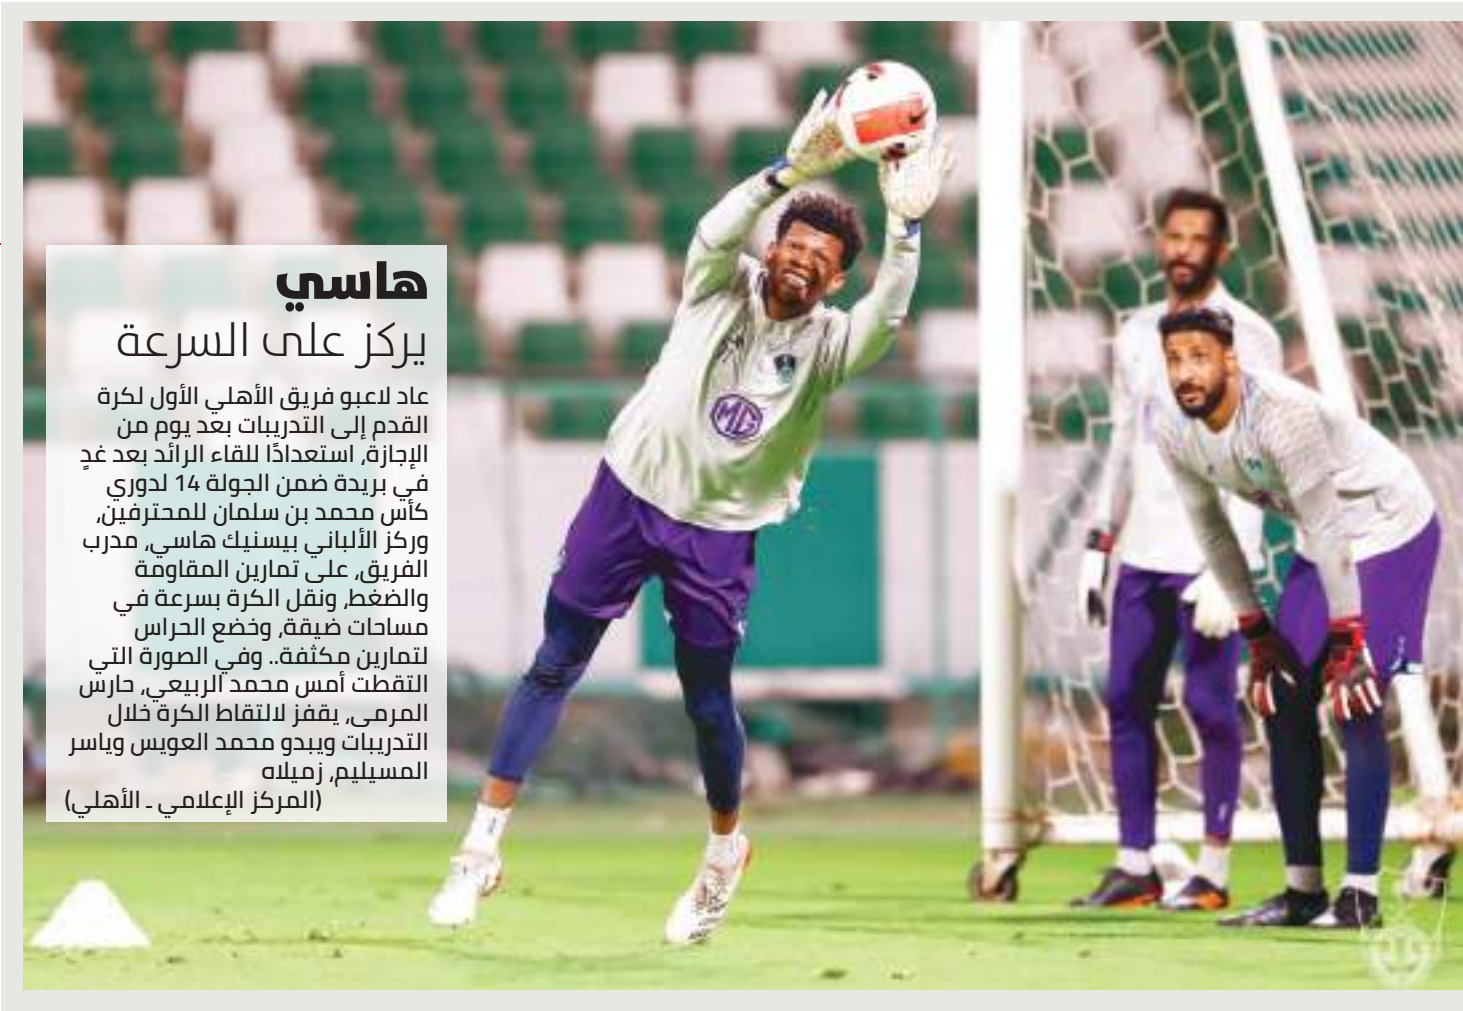 هاسي
يركز على السرعة
عاد لاعبو فريق الأهلي الأول لكرة
القدم إلى التدريبات بعد يوم من
الإجازة، استعدادًا للقاء الرائد بعد غدٍ
في بريدة ضمن الجولة 14 لدوري
كأس محمد بن سلمان للمحترفين،
وركز الألباني بيسنيك هاسي، مدرب
الفريق، على تمارين المقاومة
والضغط، ونقل الكرة بسرعة في
مساحات ضيقة، وخضع الحراس
لتمارين مكثفة.. وفي الصورة التي
التقطت أمس محمد الربيعي، حارس
المرمى، يقفز لالتقاط الكرة خلال
التدريبات ويبدو محمد العويس وياسر
المسيليم، زميلاه
(المركز الإعلامي ـ الأهلي)
MG